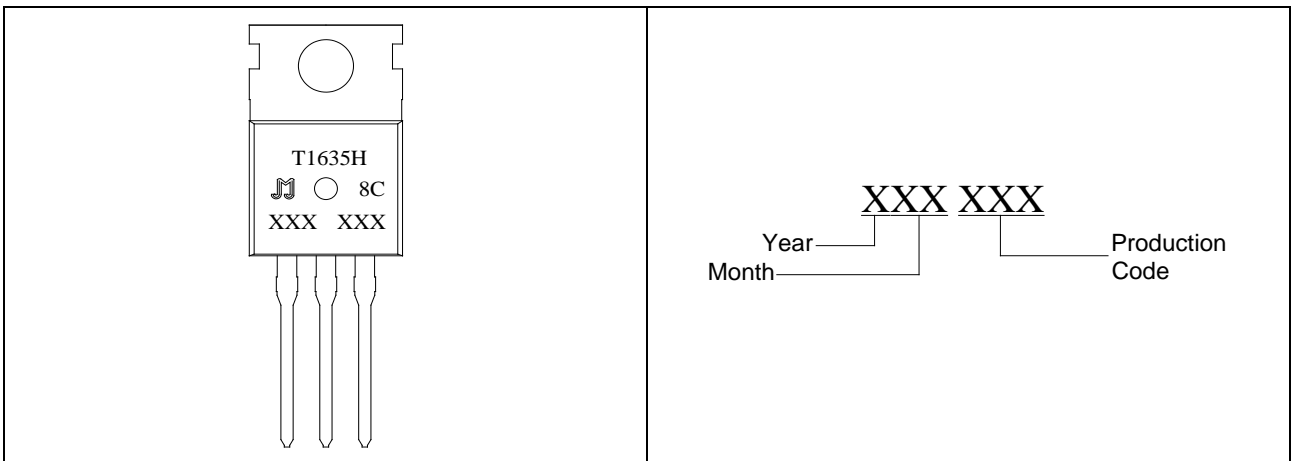 T1635H
8C
XXX XXX
XXX XXX
Year
Month
Production
Code